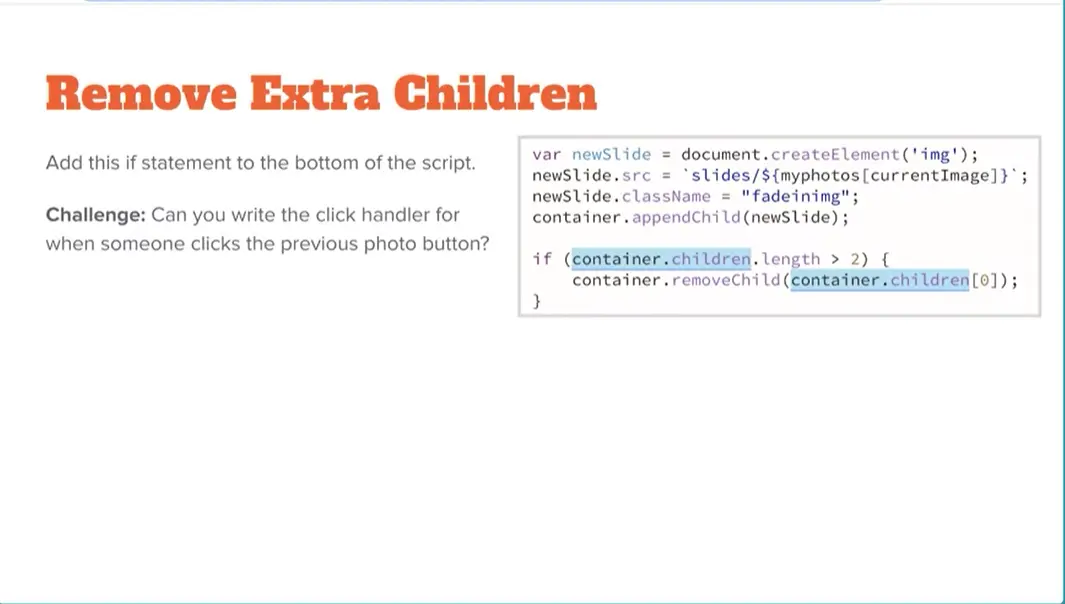 Remove Extra Children
Add this if statement to the bottom of the script.
Challenge: Can you write the click handler for
when someone clicks the previous photo button?
var newSlide = document.createElement('img');
newSlide.src = `slides/${myphotos[currentImage]}`;
newSlide.className = "fadeinimg";
container.appendChild(newSlide);
if (container.children.length > 2) {
    container.removeChild(container.children[0]);
}